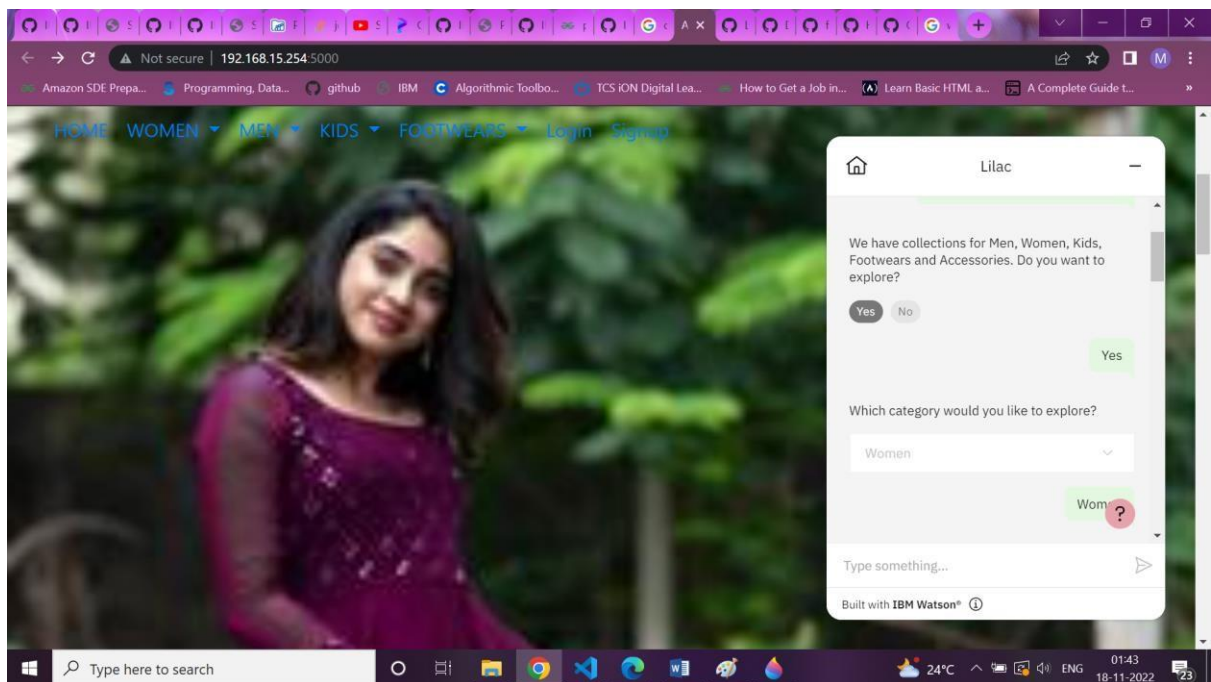 Not secure | 192.168.15.254:5000
M
Amazon SDE Prepa... Programming, Data... github IBM Algorithmic Toolbo... TCS iON Digital Lea... How to Get a Job in... Learn Basic HTML a... A Complete Guide t... »
HOME WOMEN MEN KIDS FOOTWEARS Login Signup
Lilac
We have collections for Men, Women, Kids,
Footwears and Accessories. Do you want to
explore?
Yes No
Yes
Which category would you like to explore?
Women
?
Type something...
Built with IBM Watson®
Type here to search
24°C ENG 01:43
18-11-2022
23